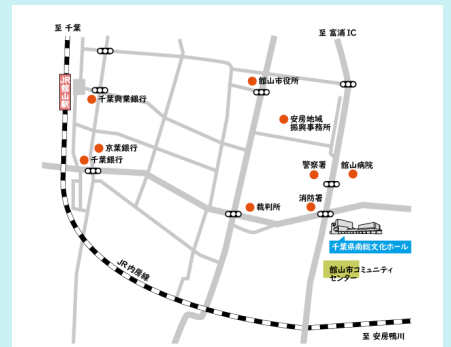 至 千葉
至 富浦IC
JR館山駅
館山市役所
千葉興業銀行
安房地域
振興事務所
京葉銀行
千葉銀行
警察署
館山病院
消防署
裁判所
千葉県南総文化ホール
館山市コミュニティ
センター
JR内房線
至 安房鴨川